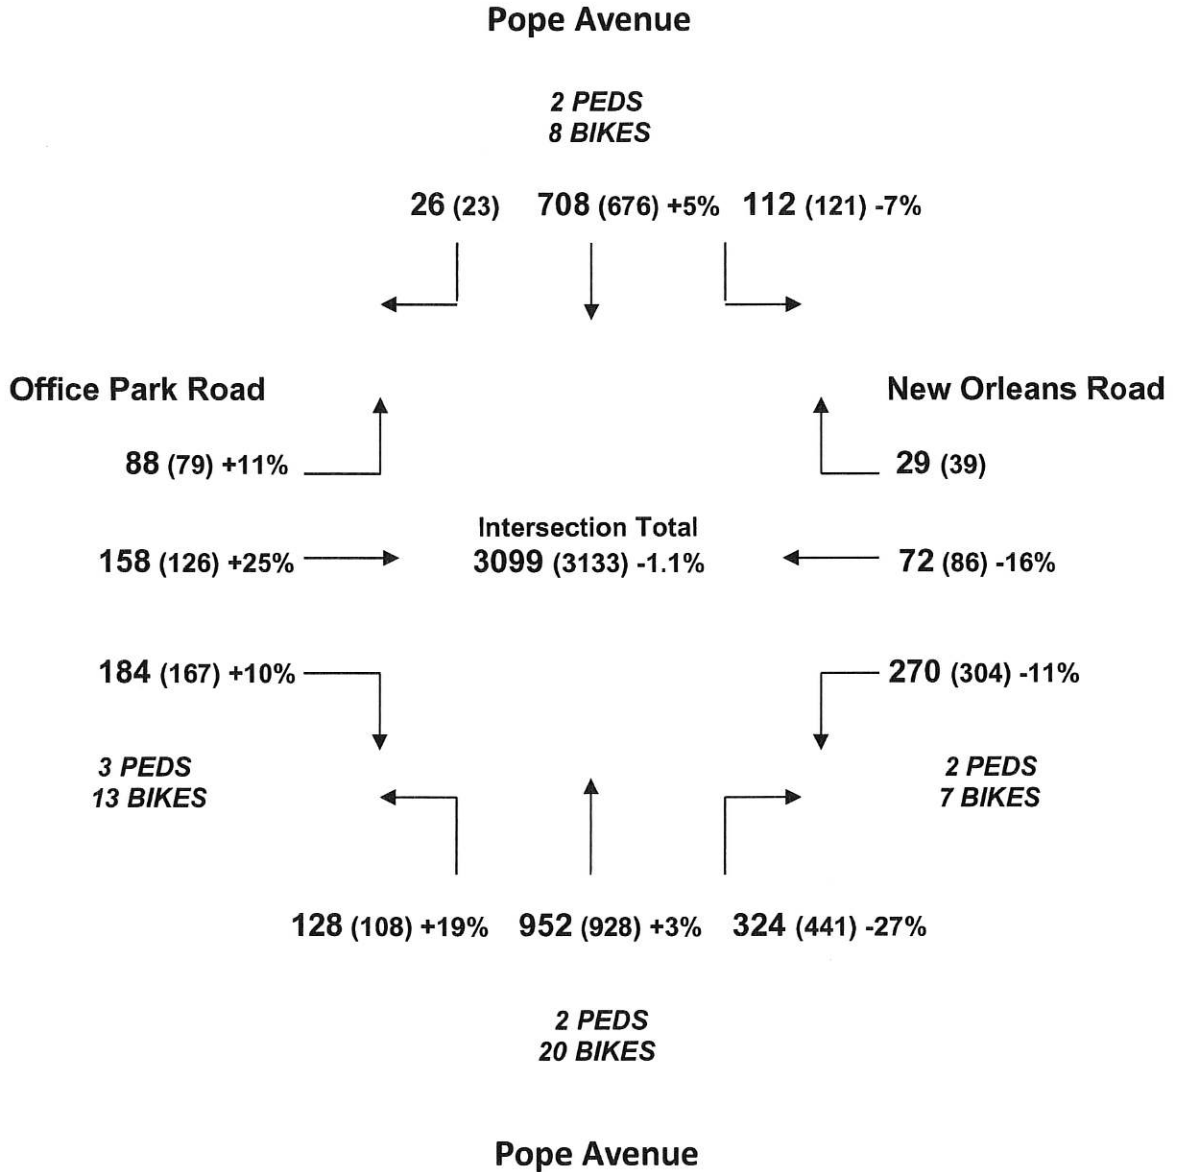 Pope Avenue
2 PEDS
8 BIKES
26 (23) 708 (676) +5% 112 (121) -7%
Office Park Road
New Orleans Road
88 (79) +11%
29 (39)
Intersection Total
158 (126) +25%
3099 (3133) -1.1%
72 (86) -16%
184 (167) +10%
270 (304) -11%
3 PEDS
13 BIKES
2 PEDS
7 BIKES
128 (108) +19% 952 (928) +3% 324 (441) -27%
2 PEDS
20 BIKES
Pope Avenue